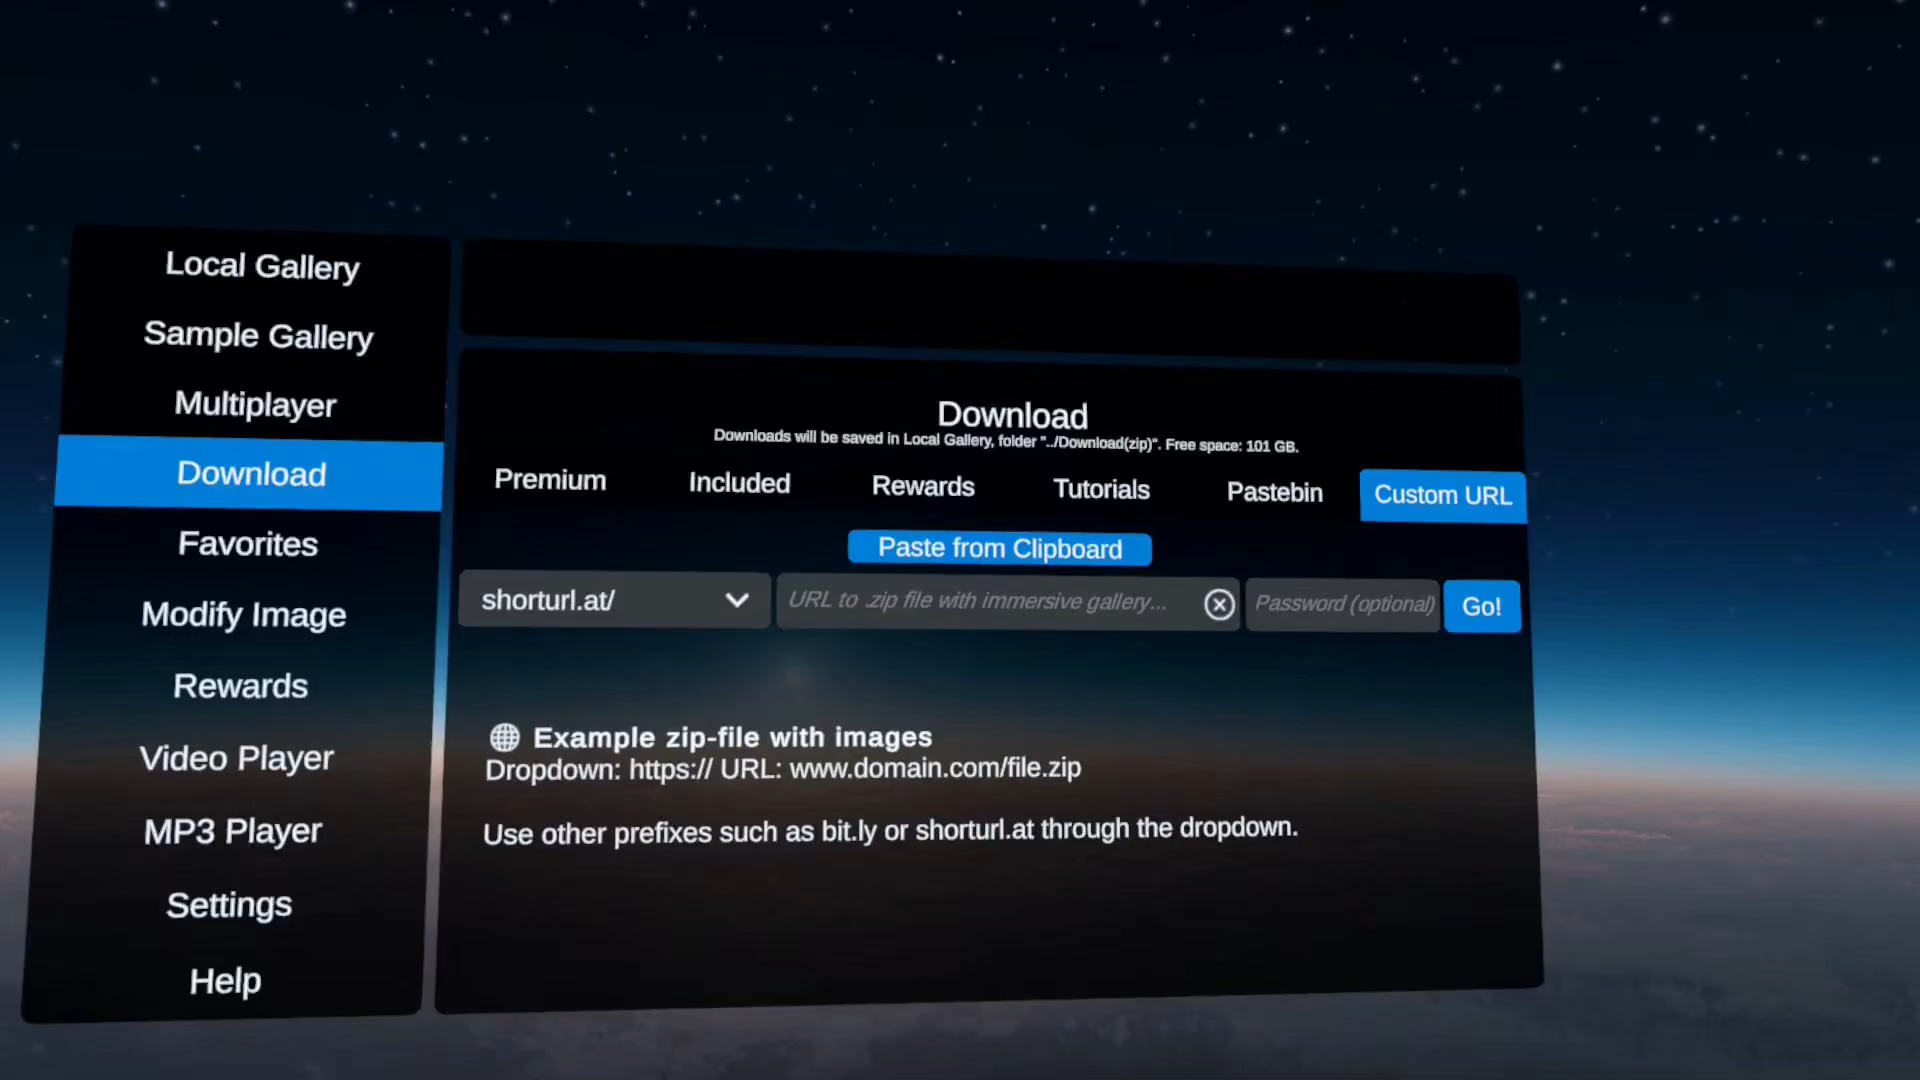 Local Gallery
Sample Gallery
Multiplayer
Download
Favorites
Modify Image
Rewards
Video Player
MP3 Player
Settings
Help
Download
Downloads will be saved in Local Gallery, folder "../Download(zip)". Free space: 101 GB.
Premium Included Rewards Tutorials Pastebin Custom URL
Paste from Clipboard
shorturl.at/ URL to .zip file with immersive gallery... Password (optional) Go!
Example zip-file with images
Dropdown: https:// URL: www.domain.com/file.zip
Use other prefixes such as bit.ly or shorturl.at through the dropdown.